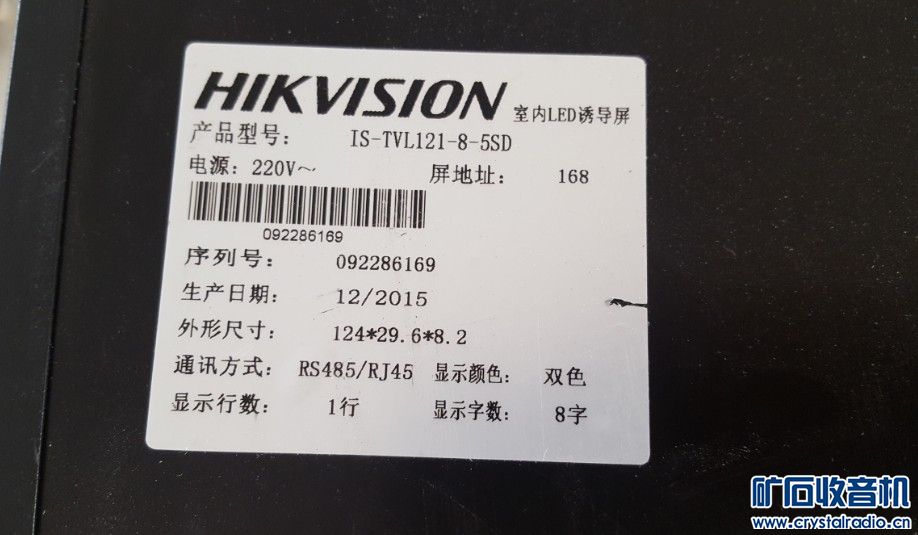 HIKVISION 室内LED诱导屏
产品型号: IS-TVL121-8-5SD
电源: 220V～ 屏地址: 168
092286169
序列号: 092286169
生产日期: 12/2015
外形尺寸: 124*29.6*8.2
通讯方式: RS485/RJ45 显示颜色: 双色
显示行数: 1行 显示字数: 8字
矿石收音机
www.crystalradio.cn